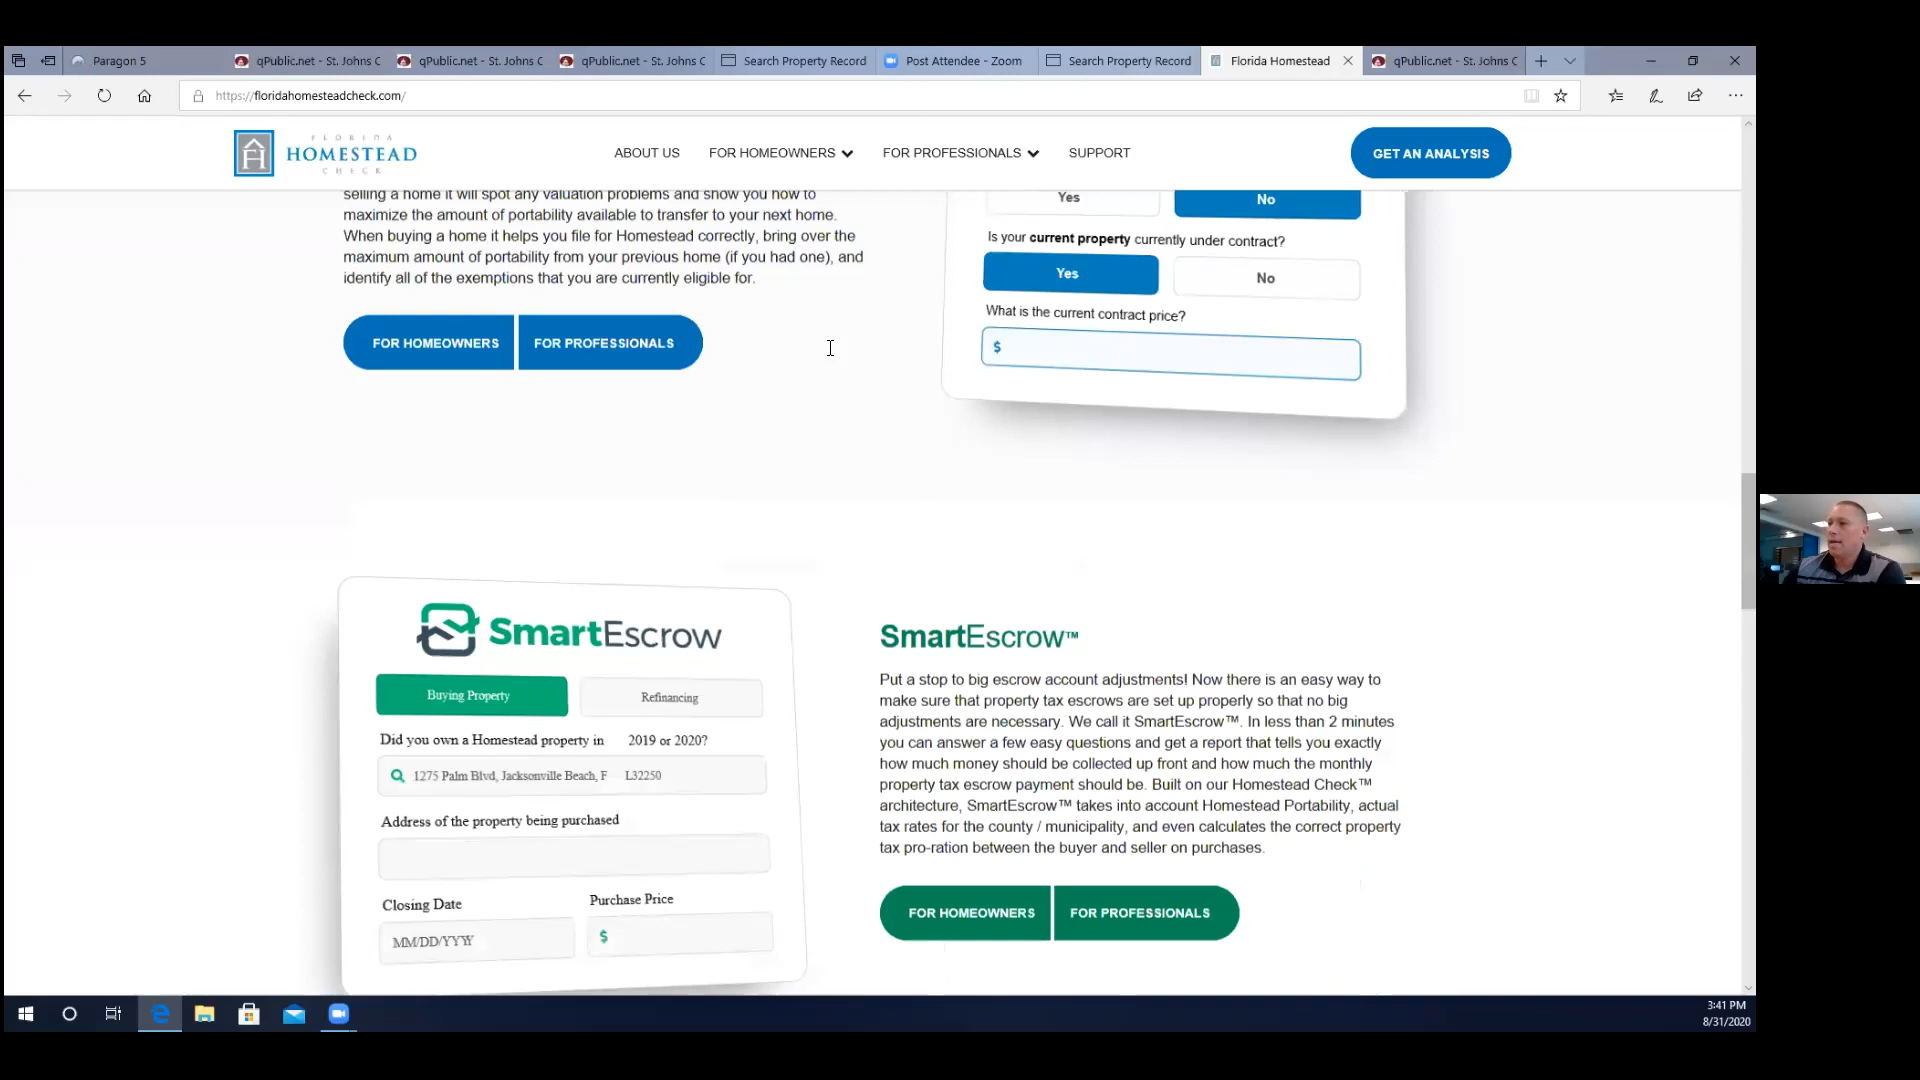 Paragon 5
qPublic.net - St. Johns C
qPublic.net - St. Johns C
qPublic.net - St. Johns C
Search Property Record
Post Attendee - Zoom
Search Property Record
Florida Homestead
qPublic.net - St. Johns C
https://floridahomesteadcheck.com/
FLORIDA
HOMESTEAD
CHECK
ABOUT US
FOR HOMEOWNERS
FOR PROFESSIONALS
SUPPORT
GET AN ANALYSIS
selling a home it will spot any valuation problems and show you how to
maximize the amount of portability available to transfer to your next home.
When buying a home it helps you file for Homestead correctly, bring over the
maximum amount of portability from your previous home (if you had one), and
identify all of the exemptions that you are currently eligible for.
FOR HOMEOWNERS
FOR PROFESSIONALS
Yes
No
Is your current property currently under contract?
Yes
No
What is the current contract price?
$
SmartEscrow
Buying Property
Refinancing
Did you own a Homestead property in 2019 or 2020?
1275 Palm Blvd, Jacksonville Beach, F L32250
Address of the property being purchased
Closing Date
Purchase Price
MM/DD/YYYY
$
SmartEscrow™
Put a stop to big escrow account adjustments! Now there is an easy way to
make sure that property tax escrows are set up properly so that no big
adjustments are necessary. We call it SmartEscrow™. In less than 2 minutes
you can answer a few easy questions and get a report that tells you exactly
how much money should be collected up front and how much the monthly
property tax escrow payment should be. Built on our Homestead Check™
architecture, SmartEscrow™ takes into account Homestead Portability, actual
tax rates for the county / municipality, and even calculates the correct property
tax pro-ration between the buyer and seller on purchases.
FOR HOMEOWNERS
FOR PROFESSIONALS
3:41 PM
8/31/2020